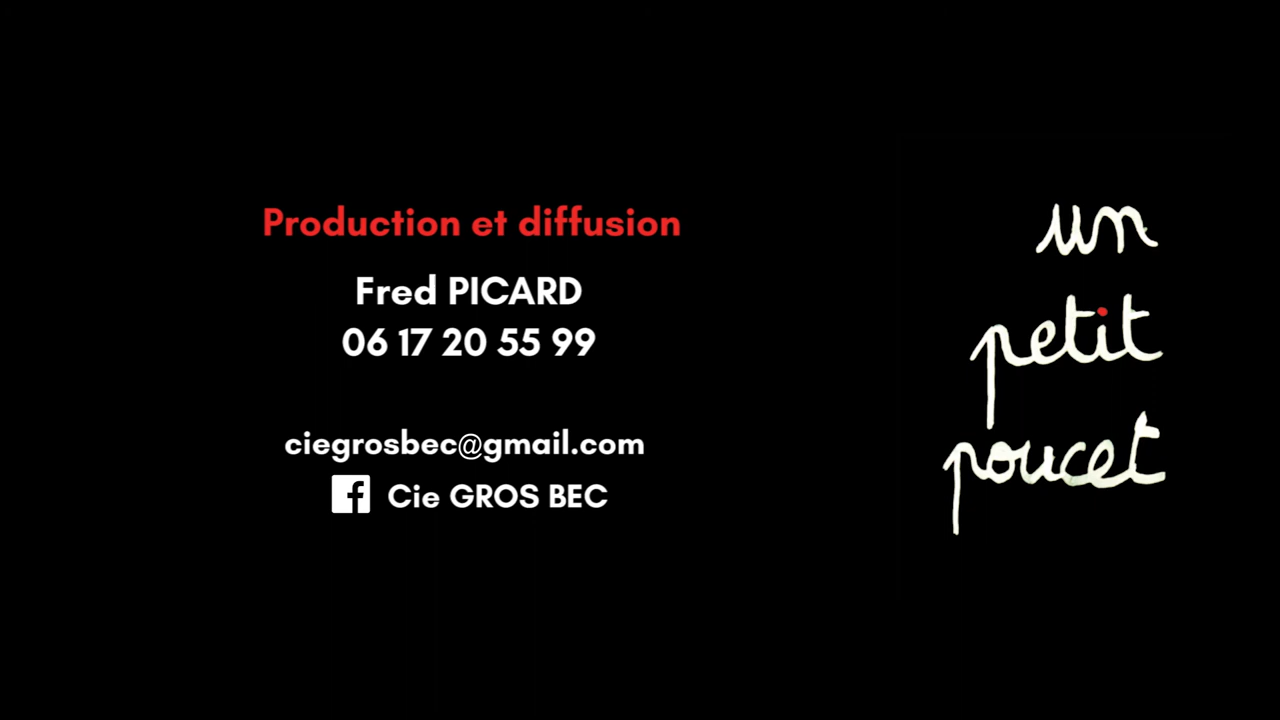 Production et diffusion
Fred PICARD
06 17 20 55 99
ciegrosbec@gmail.com
Cie GROS BEC
un
petit
poucet